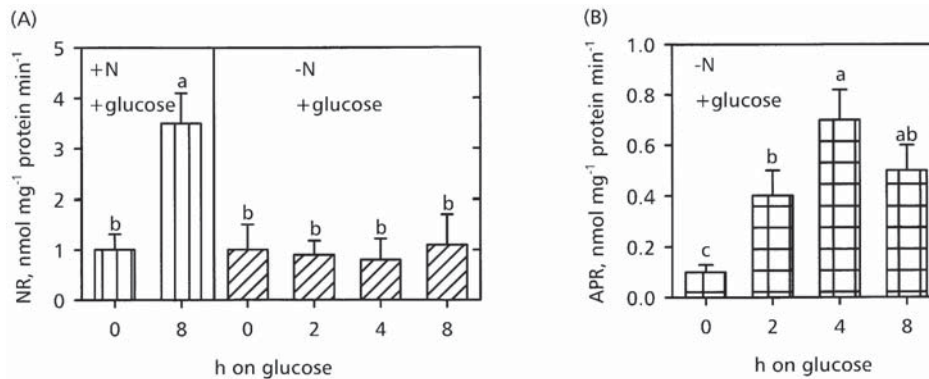 (A)
NR, nmol mg⁻¹ protein min⁻¹
5
4
3
2
1
0
+N
+glucose
-N
+glucose
b
a
b
b
b
b
0 8 0 2 4 8
h on glucose
(B)
APR, nmol mg⁻¹ protein min⁻¹
1.0
0.8
0.6
0.4
0.2
0.0
-N
+glucose
c
b
a
ab
0 2 4 8
h on glucose